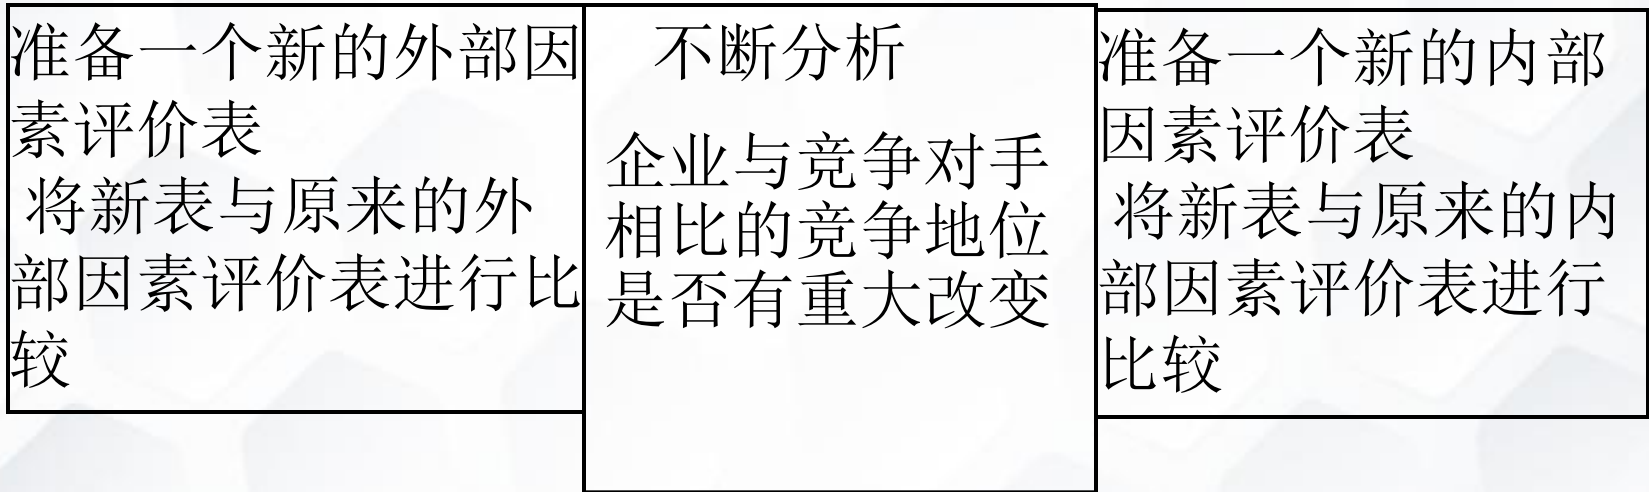 准备一个新的外部因
素评价表
将新表与原来的外
部因素评价表进行比
较
不断分析
企业与竞争对手
相比的竞争地位
是否有重大改变
准备一个新的内部
因素评价表
将新表与原来的内
部因素评价表进行
比较